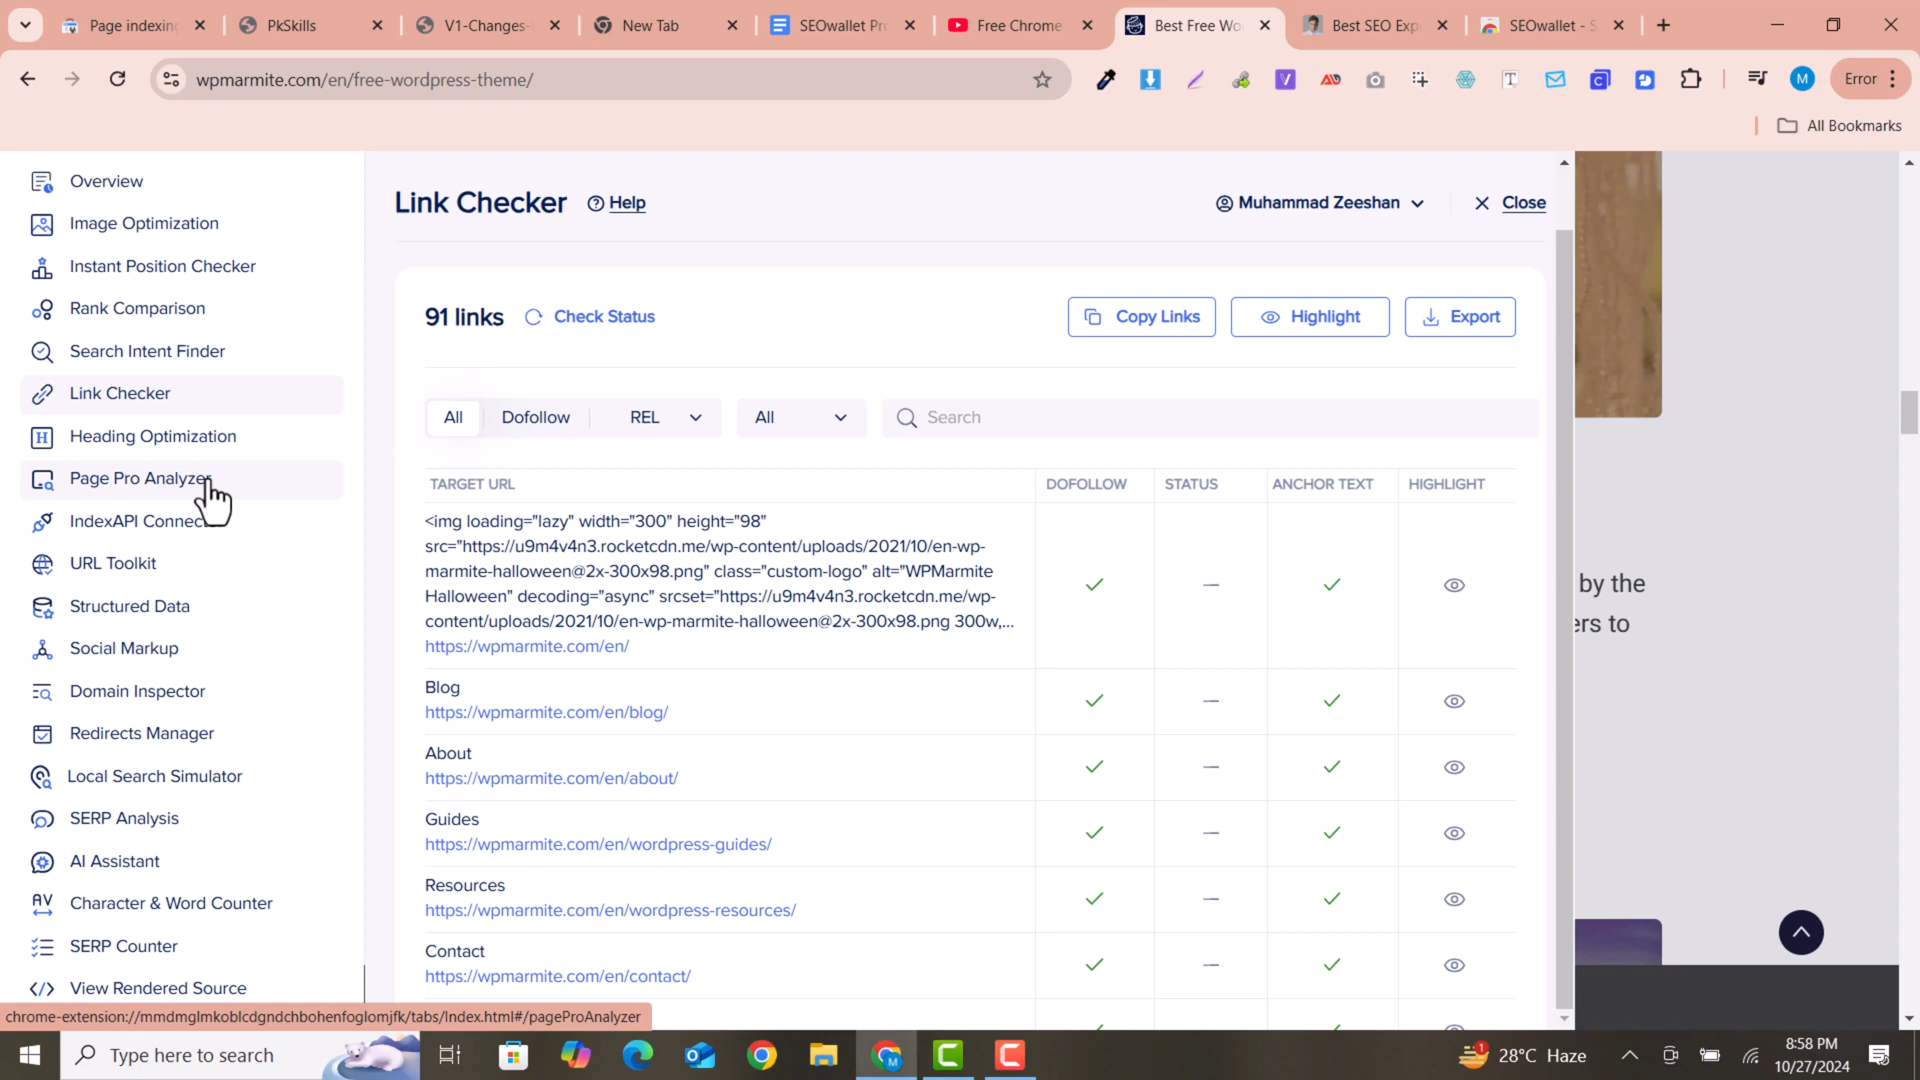 Page indexing
PkSkills
V1-Changes-
New Tab
SEOwallet Pr
Free Chrome
Best Free Wo
Best SEO Exp
SEOwallet - S
wpmarmite.com/en/free-wordpress-theme/
M
Error
All Bookmarks
Overview
Image Optimization
Instant Position Checker
Rank Comparison
Search Intent Finder
Link Checker
Heading Optimization
Page Pro Analyzer
IndexAPI Connect
URL Toolkit
Structured Data
Social Markup
Domain Inspector
Redirects Manager
Local Search Simulator
SERP Analysis
AI Assistant
Character & Word Counter
SERP Counter
View Rendered Source
Link Checker
Help
Muhammad Zeeshan
Close
91 links
Check Status
Copy Links
Highlight
Export
All
Dofollow
REL
All
Search
TARGET URL
DOFOLLOW
STATUS
ANCHOR TEXT
HIGHLIGHT
<img loading="lazy" width="300" height="98"
src="https://u9m4v4n3.rocketcdn.me/wp-content/uploads/2021/10/en-wp-
marmite-halloween@2x-300x98.png" class="custom-logo" alt="WPMarmite
Halloween" decoding="async" srcset="https://u9m4v4n3.rocketcdn.me/wp-
content/uploads/2021/10/en-wp-marmite-halloween@2x-300x98.png 300w,...
https://wpmarmite.com/en/
Blog
https://wpmarmite.com/en/blog/
About
https://wpmarmite.com/en/about/
Guides
https://wpmarmite.com/en/wordpress-guides/
Resources
https://wpmarmite.com/en/wordpress-resources/
Contact
https://wpmarmite.com/en/contact/
by the
ers to
chrome-extension://mmdmglmkoblcdgndchbohenfoglomjfk/tabs/Index.html#/pageProAnalyzer
Type here to search
28°C Haze
8:58 PM
10/27/2024